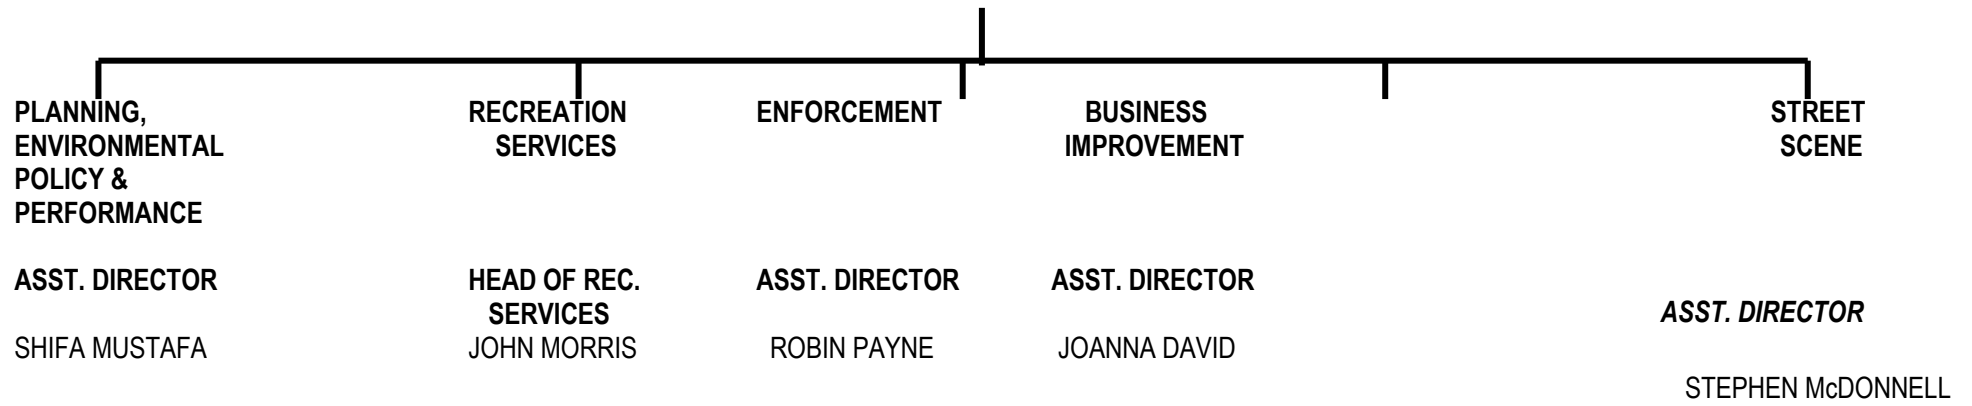 PLANNING,
ENVIRONMENTAL
POLICY &
PERFORMANCE
ASST. DIRECTOR
SHIFA MUSTAFA
RECREATION
SERVICES
HEAD OF REC.
SERVICES
JOHN MORRIS
ENFORCEMENT
ASST. DIRECTOR
ROBIN PAYNE
BUSINESS
IMPROVEMENT
ASST. DIRECTOR
JOANNA DAVID
STREET
SCENE
ASST. DIRECTOR
STEPHEN McDONNELL